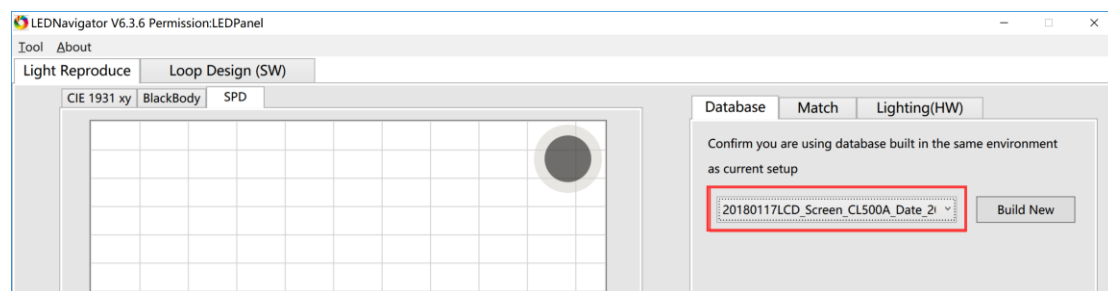 LEDNavigator V6.3.6 Permission:LEDPanel
Tool About
Light Reproduce Loop Design (SW)
CIE 1931 xy BlackBody SPD
Database Match Lighting(HW)
Confirm you are using database built in the same environment
as current setup
20180117LCD_Screen_CL500A_Date_2 Build New